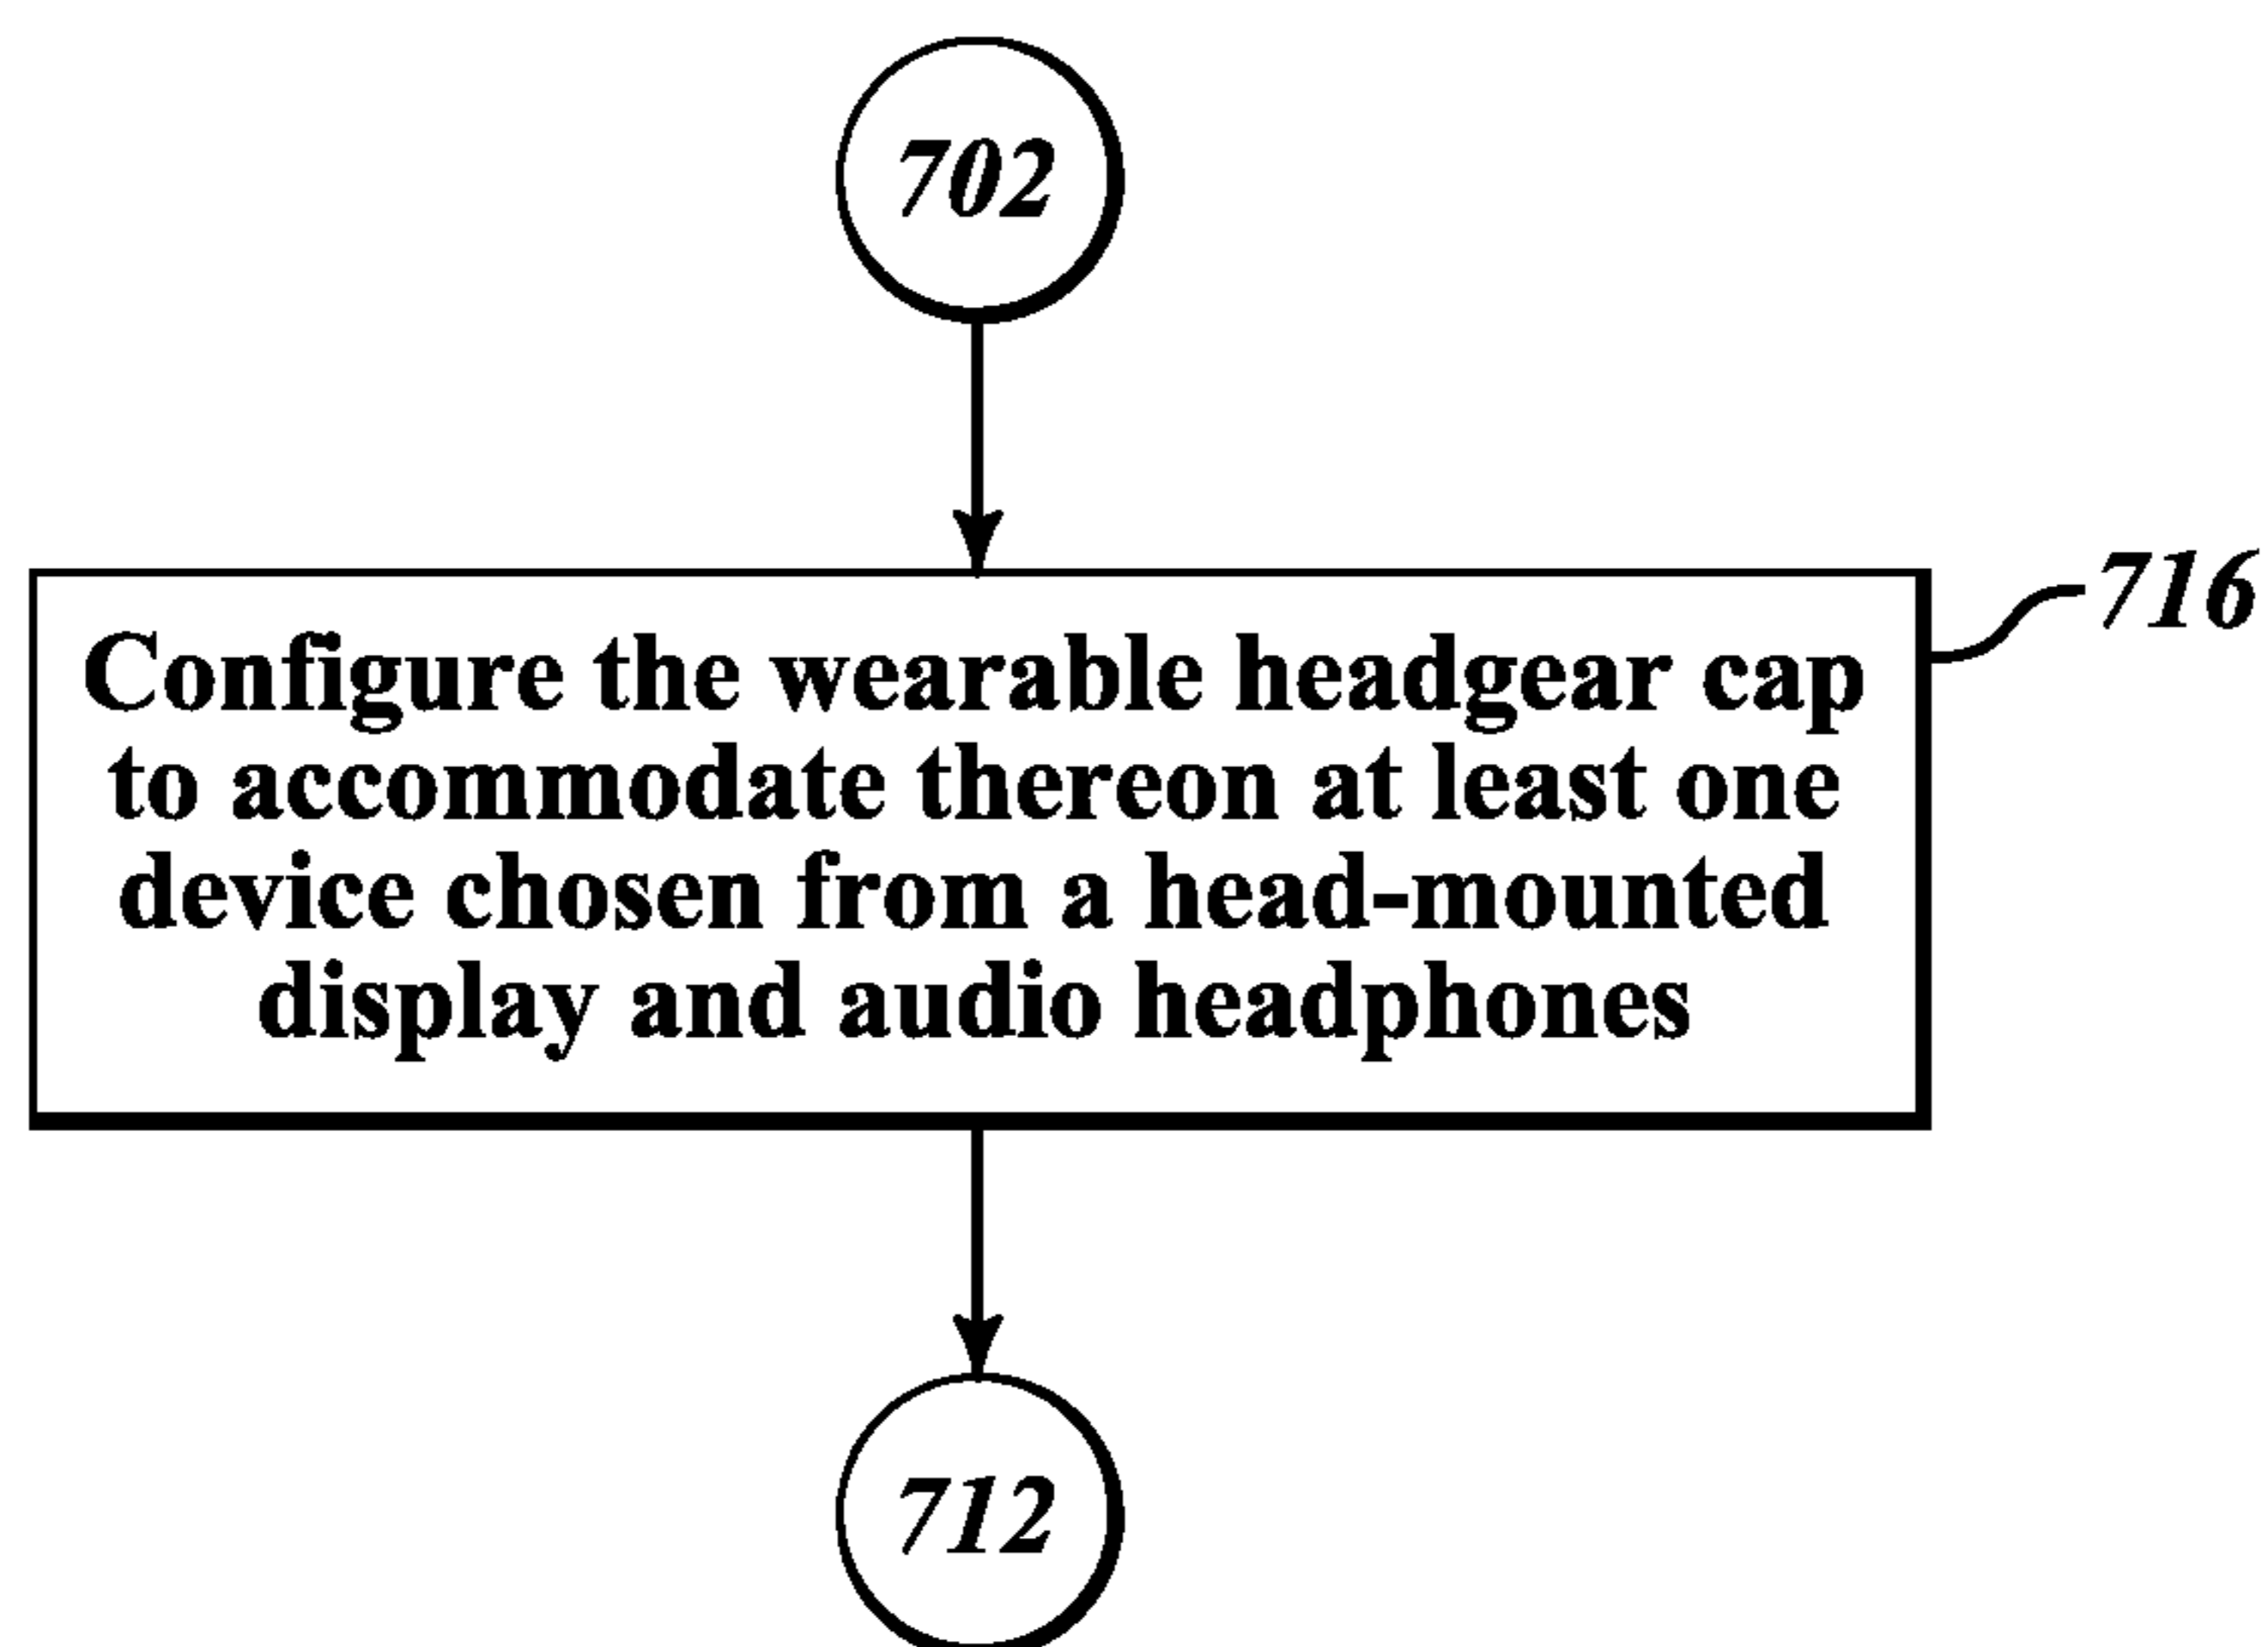 702
716
Configure the wearable headgear cap
to accommodate thereon at least one
device chosen from a head-mounted
display and audio headphones
712